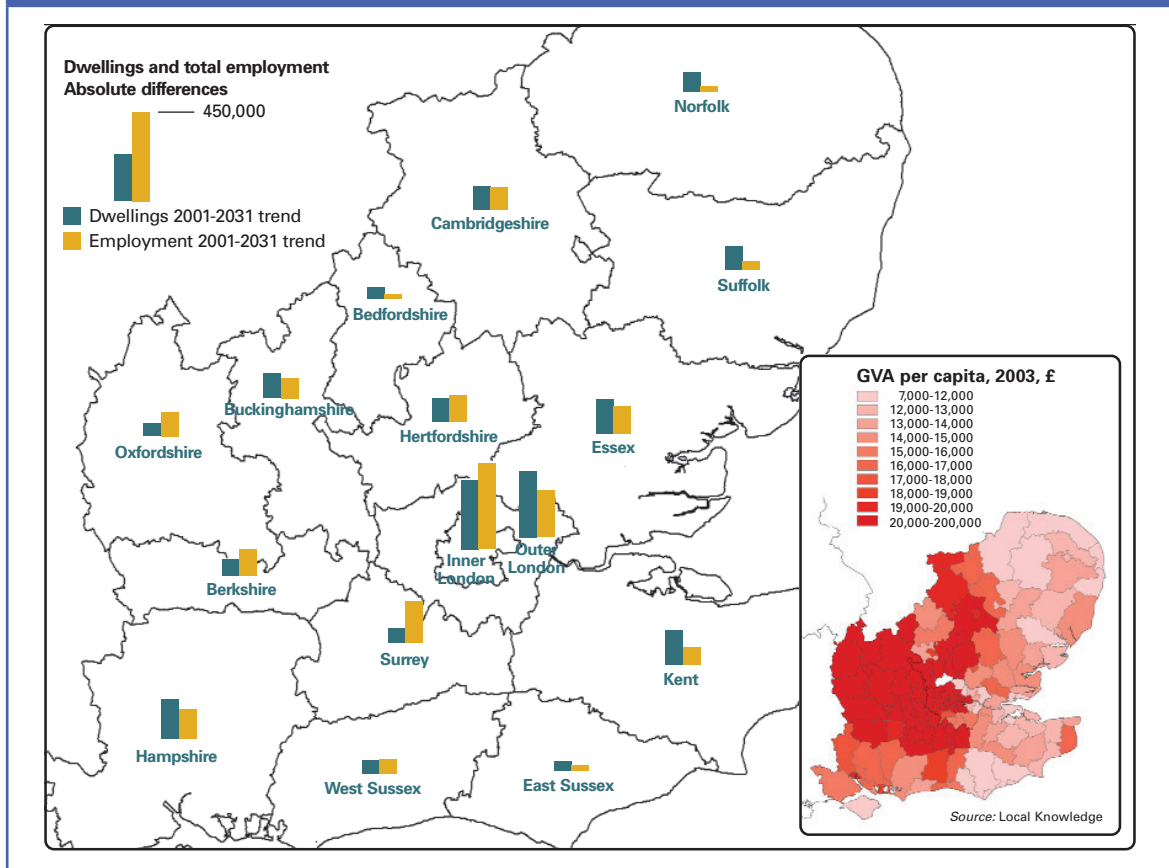 Dwellings and total employment
Absolute differences
450,000
Dwellings 2001-2031 trend
Employment 2001-2031 trend
Norfolk
Cambridgeshire
Suffolk
Bedfordshire
Buckinghamshire
Oxfordshire
Hertfordshire
Essex
Inner
London
Outer
London
Berkshire
Surrey
Kent
Hampshire
West Sussex
East Sussex
GVA per capita, 2003, £
7,000-12,000
12,000-13,000
13,000-14,000
14,000-15,000
15,000-16,000
16,000-17,000
17,000-18,000
18,000-19,000
19,000-20,000
20,000-200,000
Source: Local Knowledge